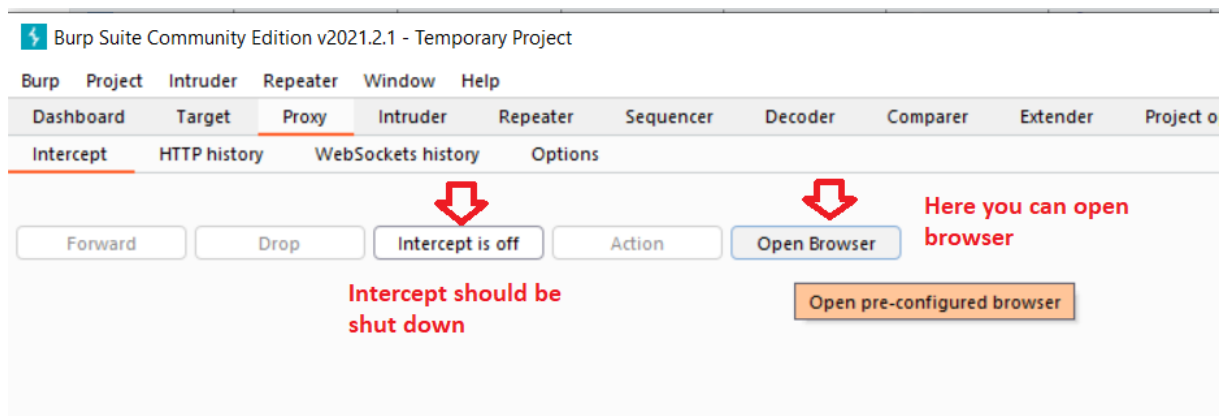 Burp Suite Community Edition v2021.2.1 - Temporary Project
Burp Project Intruder Repeater Window Help
Dashboard Target Proxy Intruder Repeater Sequencer Decoder Comparer Extender Project o
Intercept HTTP history WebSockets history Options
Here you can open
browser
Forward Drop Intercept is off Action Open Browser
Intercept should be
shut down
Open pre-configured browser